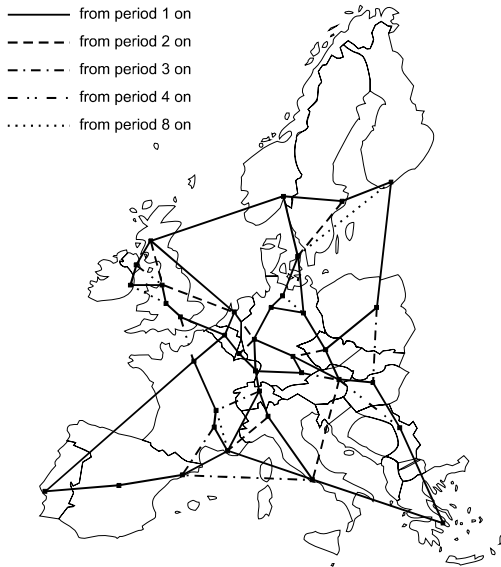 from period 1 on
from period 2 on
from period 3 on
from period 4 on
from period 8 on